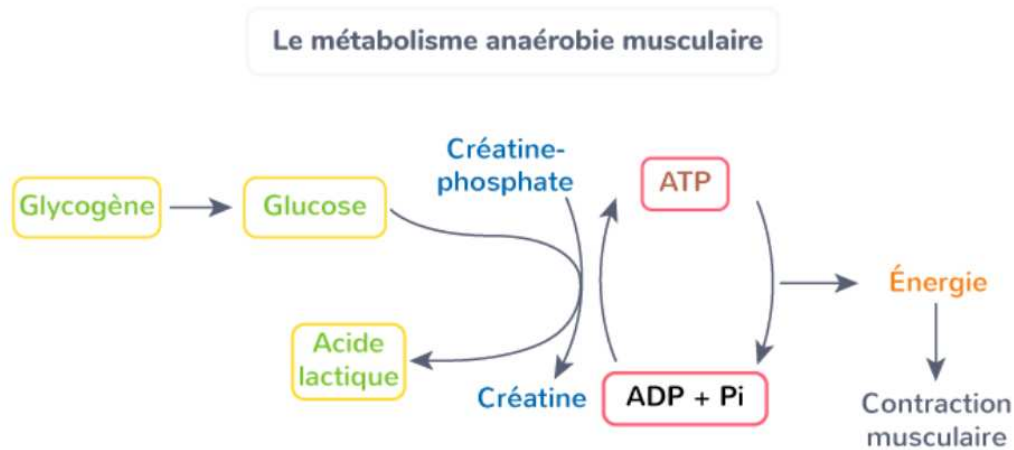 Le métabolisme anaérobie musculaire
Créatine-
phosphate
ATP
Glycogène
Glucose
Énergie
Acide
lactique
Créatine
ADP + Pi
Contraction
musculaire